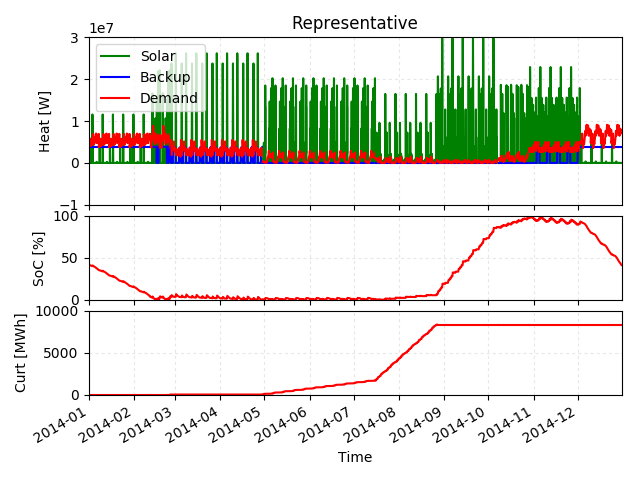 Representative
1e7
3
2
1
0
−1
Heat [W]
Solar
Backup
Demand
100
50
0
SoC [%]
10000
5000
0
Curt [MWh]
2014-01
2014-02
2014-03
2014-04
2014-05
2014-06
2014-07
2014-08
2014-09
2014-10
2014-11
2014-12
Time